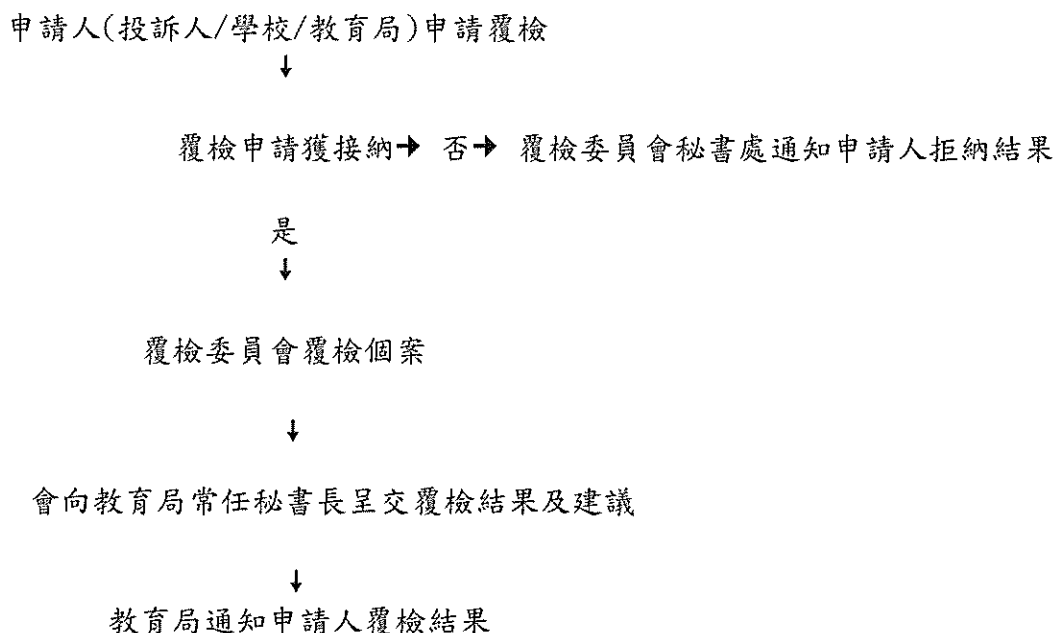 申請人(投訴人/學校/教育局)申請覆檢
↓
覆檢申請獲接納→ 否→ 覆檢委員會秘書處通知申請人拒納結果
是
↓
覆檢委員會覆檢個案
↓
會向教育局常任秘書長呈交覆檢結果及建議
↓
教育局通知申請人覆檢結果